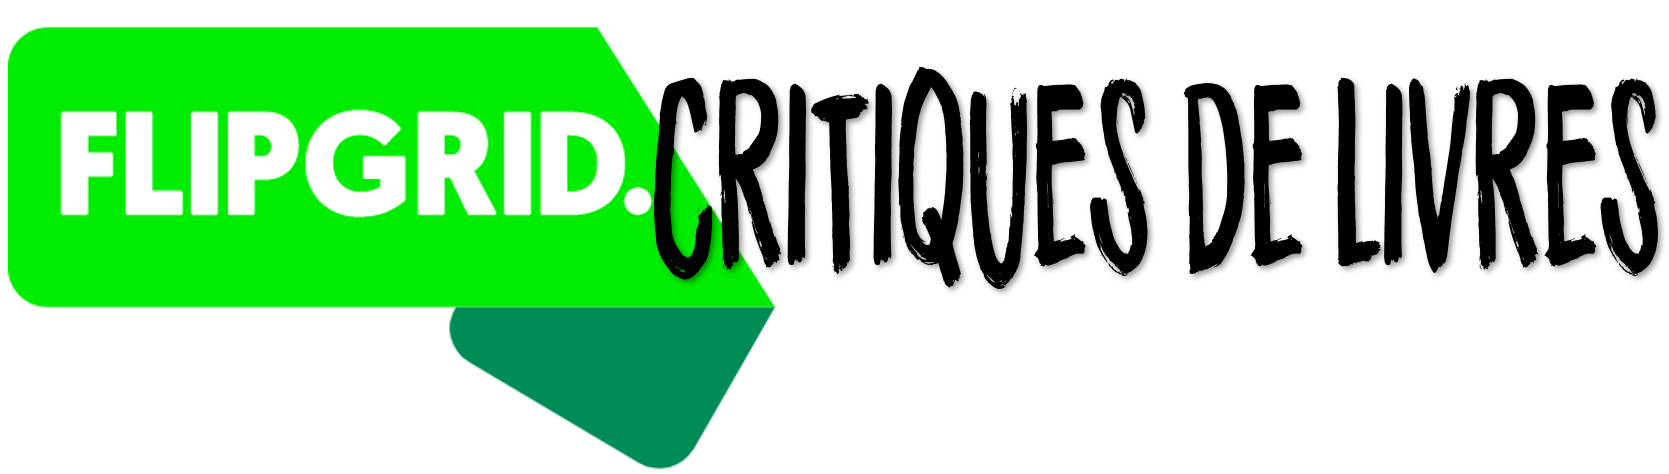 FLIPGRID. CRITIQUES DE LIVRES